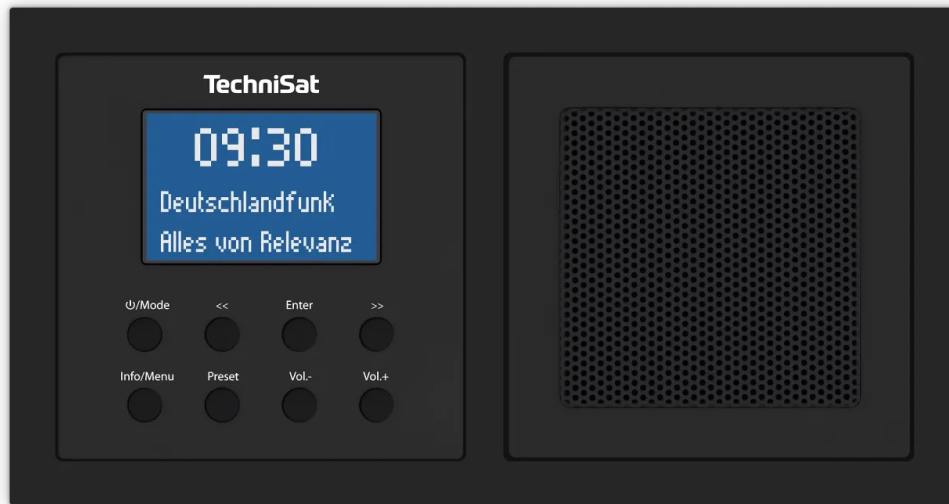 TechniSat
09:30
Deutschlandfunk
Alles von Relevanz
⏻/Mode << Enter >>
Info/Menu Preset Vol.- Vol.+